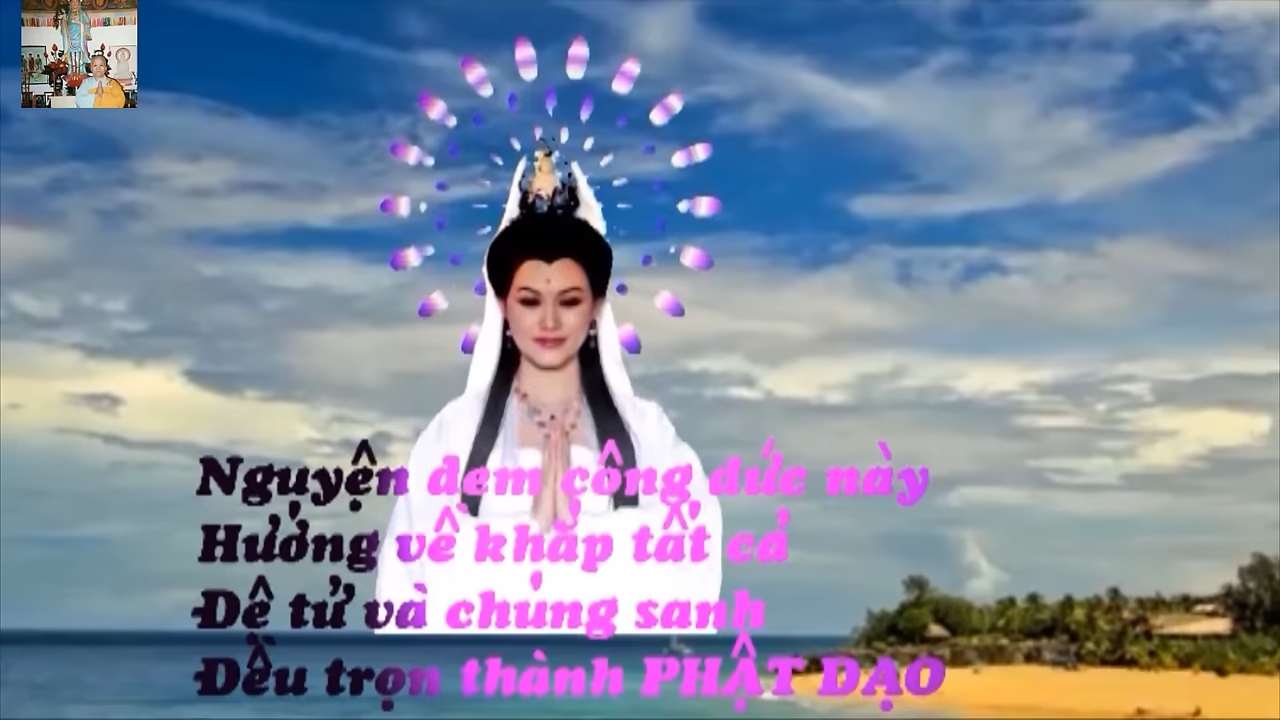 Nguyện đem công đức này
Hưởng về khắp tất cả
Đệ tử và chúng sanh
Đều trọn thành PHẬT ĐẠO